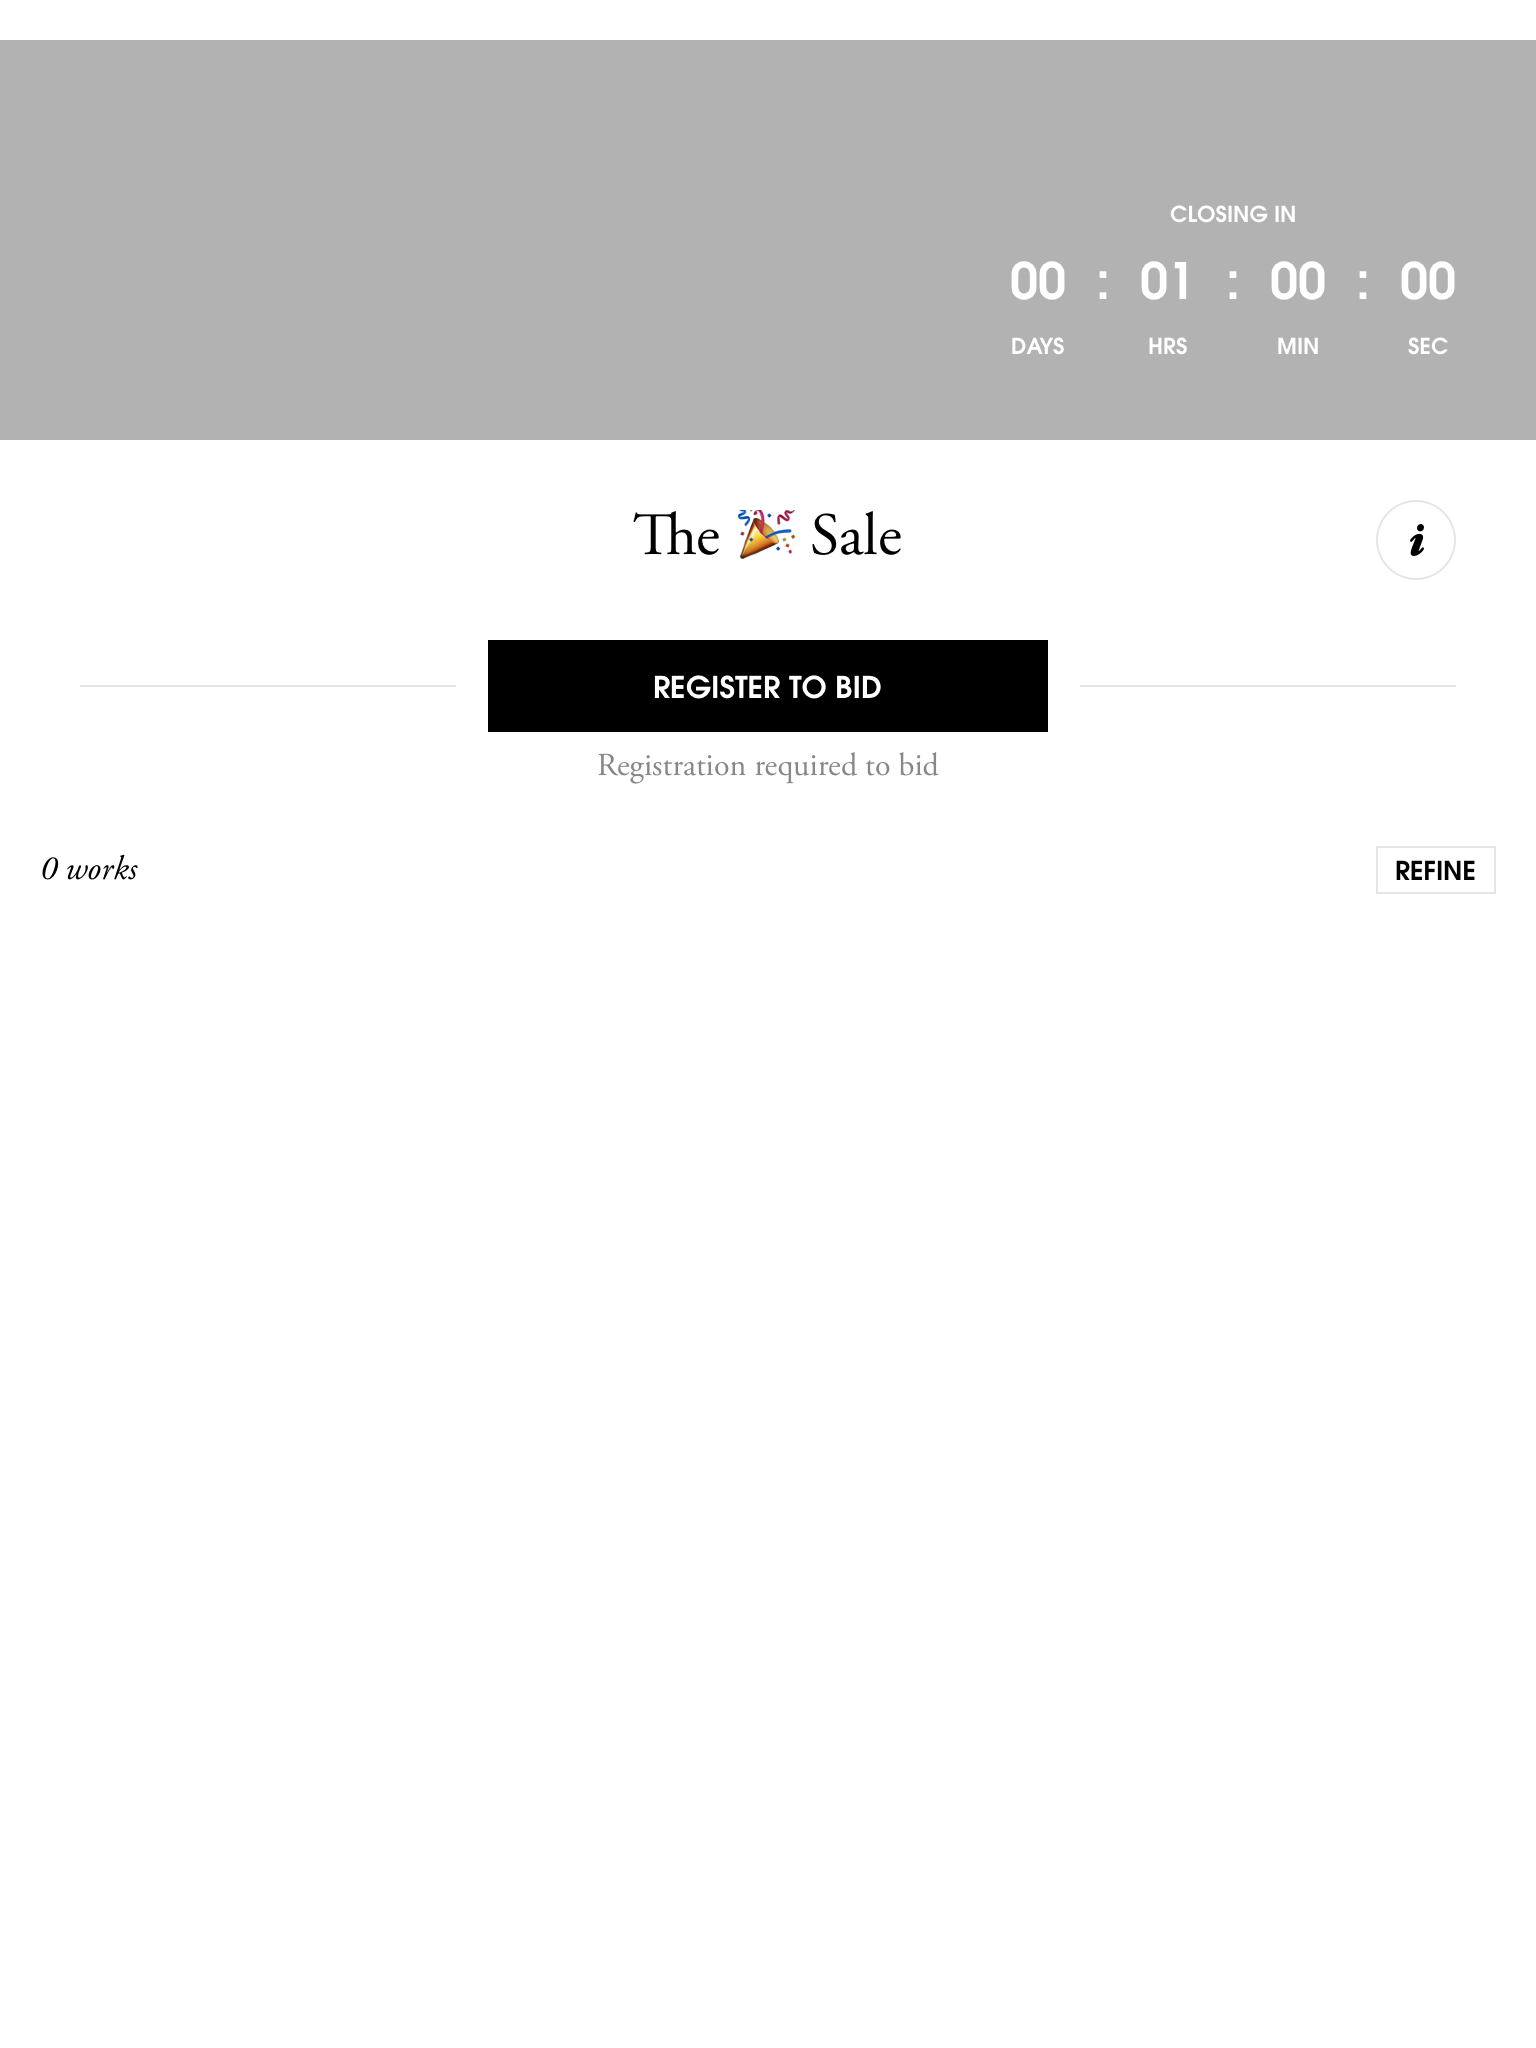 CLOSING IN
00 : 01 : 00 : 00
DAYS HRS MIN SEC
The 🎉 Sale
i
REGISTER TO BID
Registration required to bid
0 works
REFINE